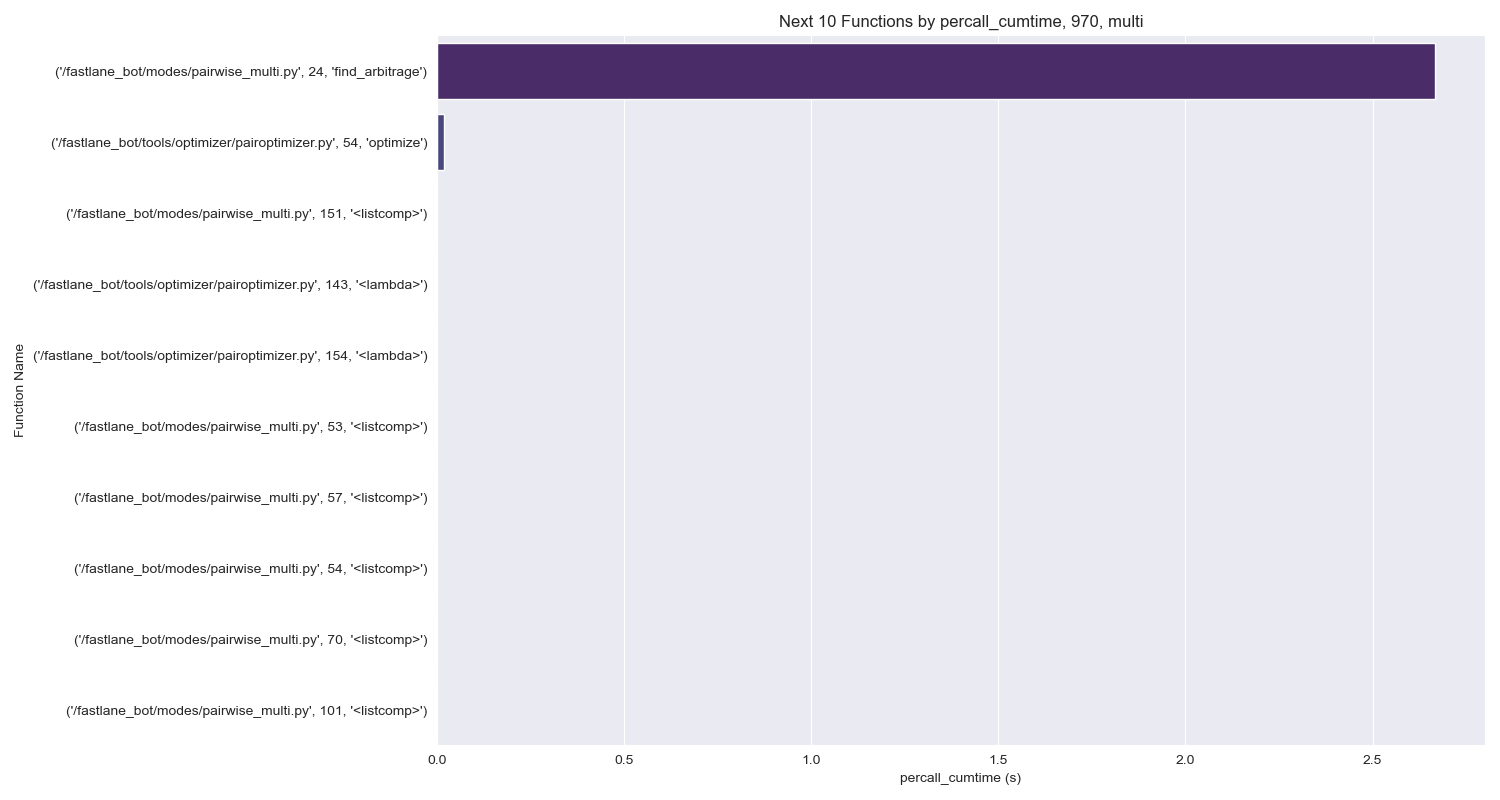 Next 10 Functions by percall_cumtime, 970, multi
('/fastlane_bot/modes/pairwise_multi.py', 24, 'find_arbitrage')
('/fastlane_bot/tools/optimizer/pairoptimizer.py', 54, 'optimize')
('/fastlane_bot/modes/pairwise_multi.py', 151, '<listcomp>')
('/fastlane_bot/tools/optimizer/pairoptimizer.py', 143, '<lambda>')
('/fastlane_bot/tools/optimizer/pairoptimizer.py', 154, '<lambda>')
('/fastlane_bot/modes/pairwise_multi.py', 53, '<listcomp>')
('/fastlane_bot/modes/pairwise_multi.py', 57, '<listcomp>')
('/fastlane_bot/modes/pairwise_multi.py', 54, '<listcomp>')
('/fastlane_bot/modes/pairwise_multi.py', 70, '<listcomp>')
('/fastlane_bot/modes/pairwise_multi.py', 101, '<listcomp>')
Function Name
0.0 0.5 1.0 1.5 2.0 2.5
percall_cumtime (s)